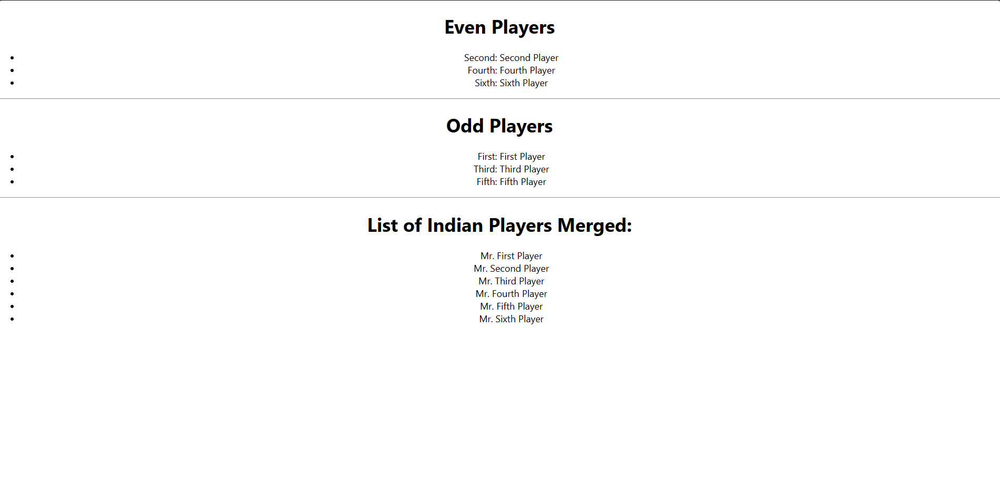 Even Players
Second: Second Player
Fourth: Fourth Player
Sixth: Sixth Player
Odd Players
First: First Player
Third: Third Player
Fifth: Fifth Player
List of Indian Players Merged:
Mr. First Player
Mr. Second Player
Mr. Third Player
Mr. Fourth Player
Mr. Fifth Player
Mr. Sixth Player